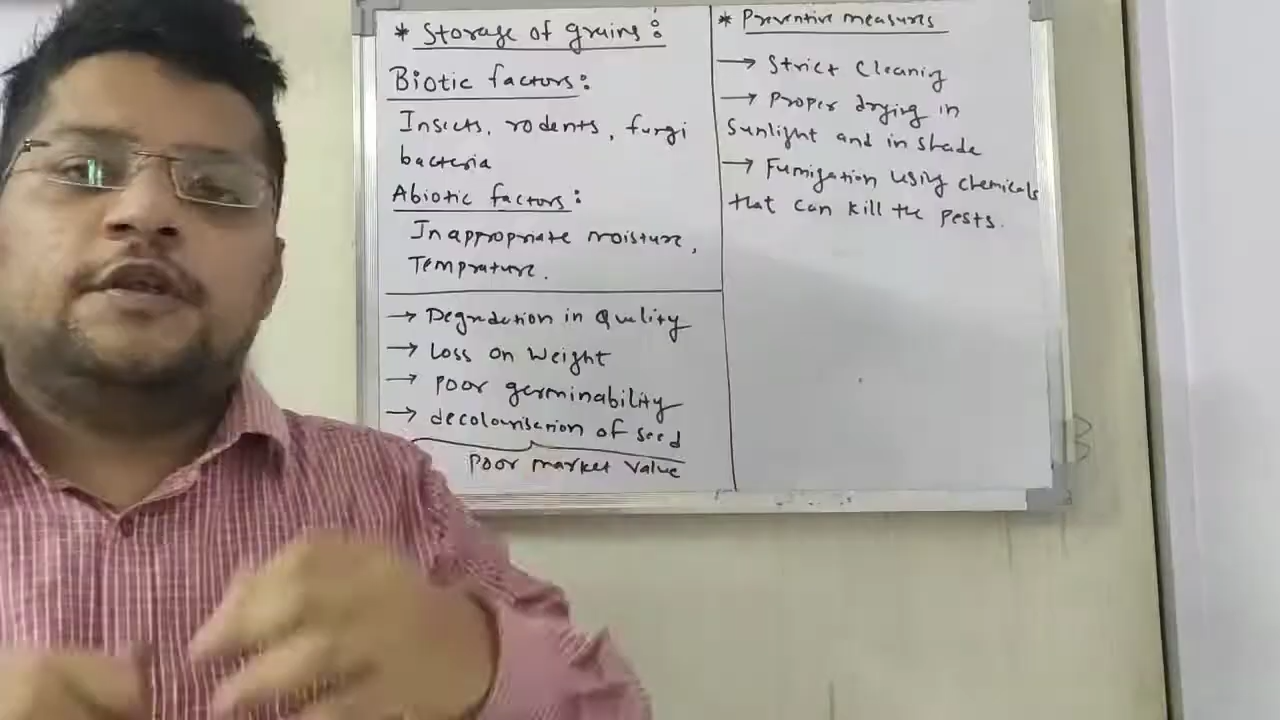 * Storage of grains:
Biotic factors:
Insects, rodents, fungi
bacteria
Abiotic factors:
Inappropriate moisture,
Temprature.
→ Degradation in Quality
→ Loss on Weight
→ poor germinability
→ decolourisation of seed
poor market value
* Preventive measures
→ Strict Cleanig
→ Proper drying in
Sunlight and in shade
→ Fumigation using chemicals
that can kill the pests.